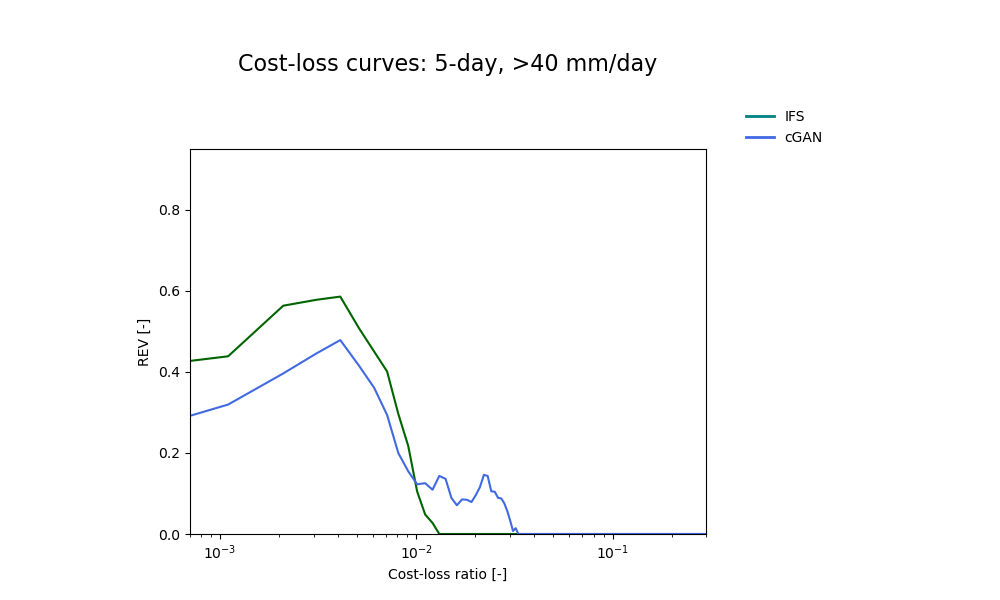 Cost-loss curves: 5-day, >40 mm/day
IFS
cGAN
0.8
0.6
0.4
0.2
0.0
REV [-]
10⁻³
10⁻²
10⁻¹
Cost-loss ratio [-]